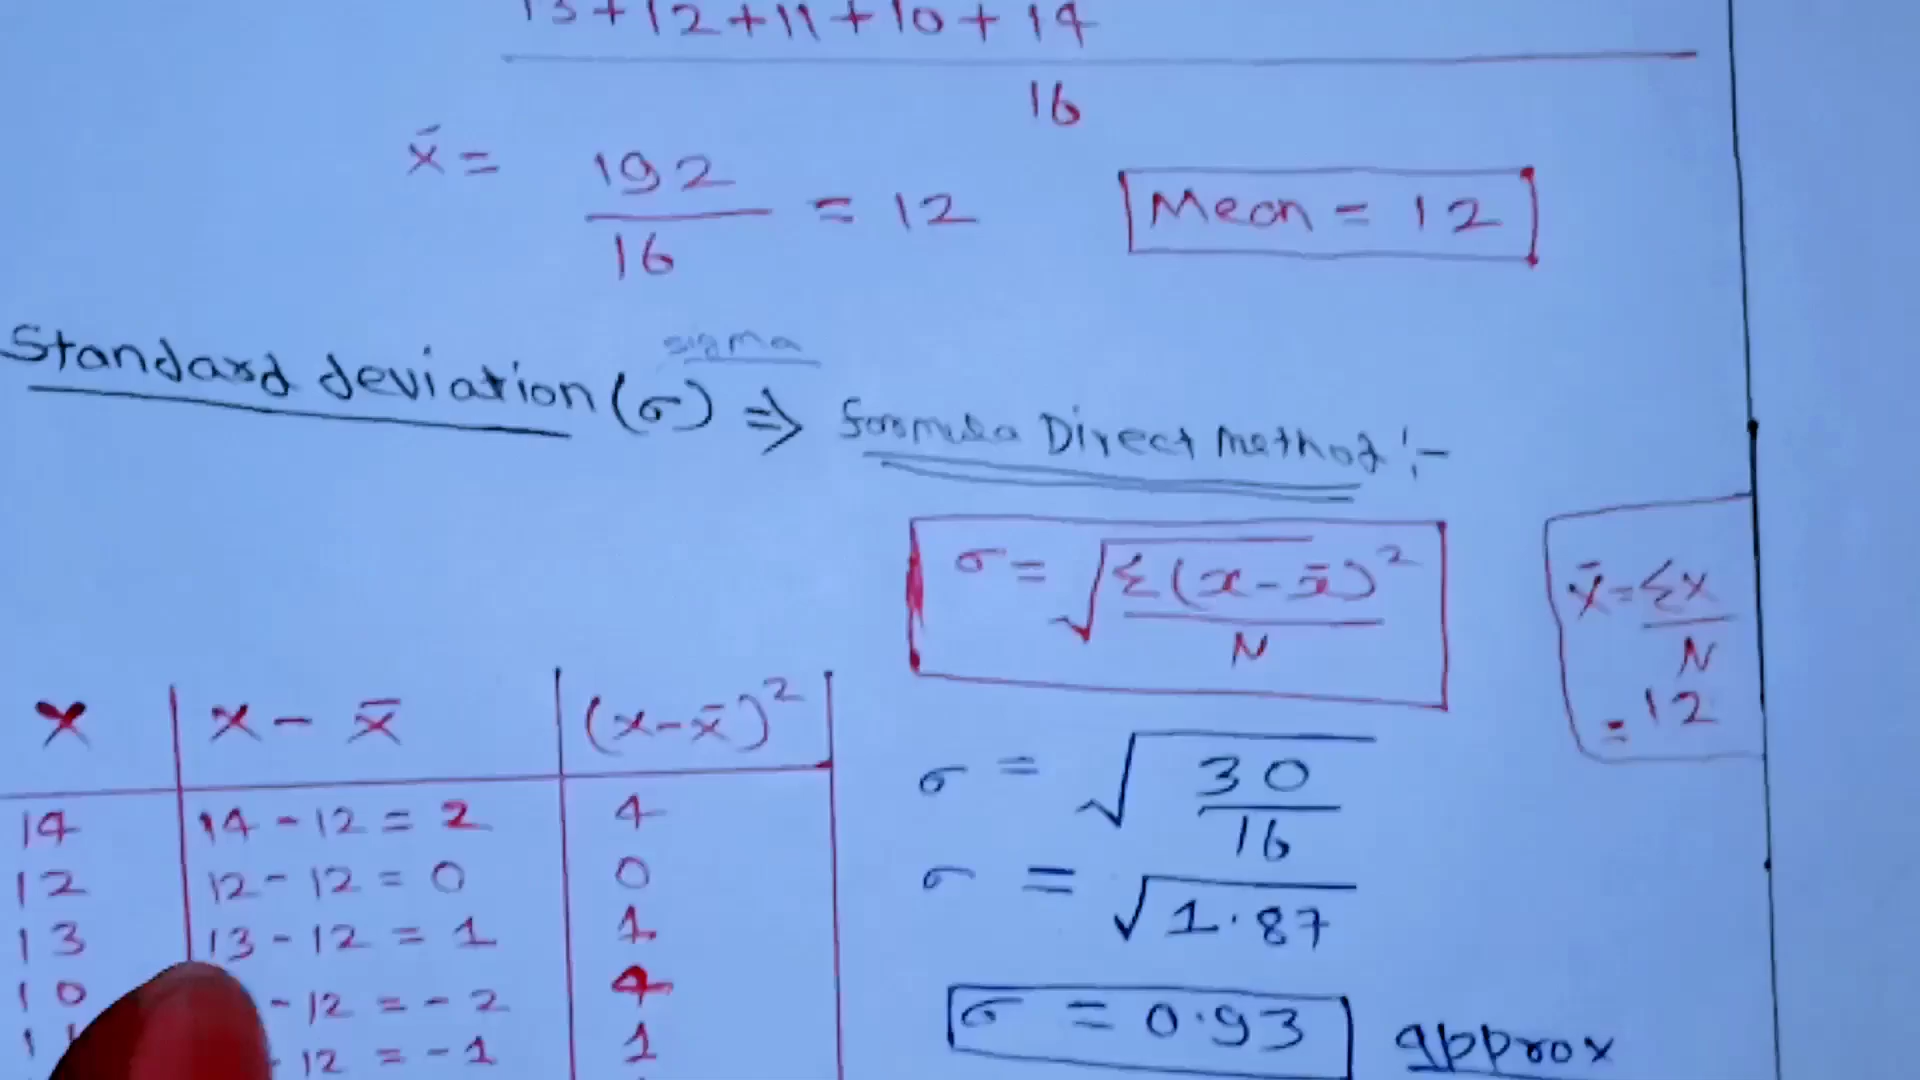 13+12+11+10+14
16
x̄ = 192/16 = 12
Mean = 12
sigma
Standard deviation (σ) ⇒ formula Direct method :-
σ = √Σ(x-x̄)²/N
x̄ = Σx/N
= 12
x | x - x̄ | (x-x̄)²
σ = √30/16
14 | 14 - 12 = 2 | 4
12 | 12 - 12 = 0 | 0
σ = √1.87
13 | 13 - 12 = 1 | 1
10 | - 12 = -2 | 4
σ = 0.93 approx
11 | - 12 = -1 | 1